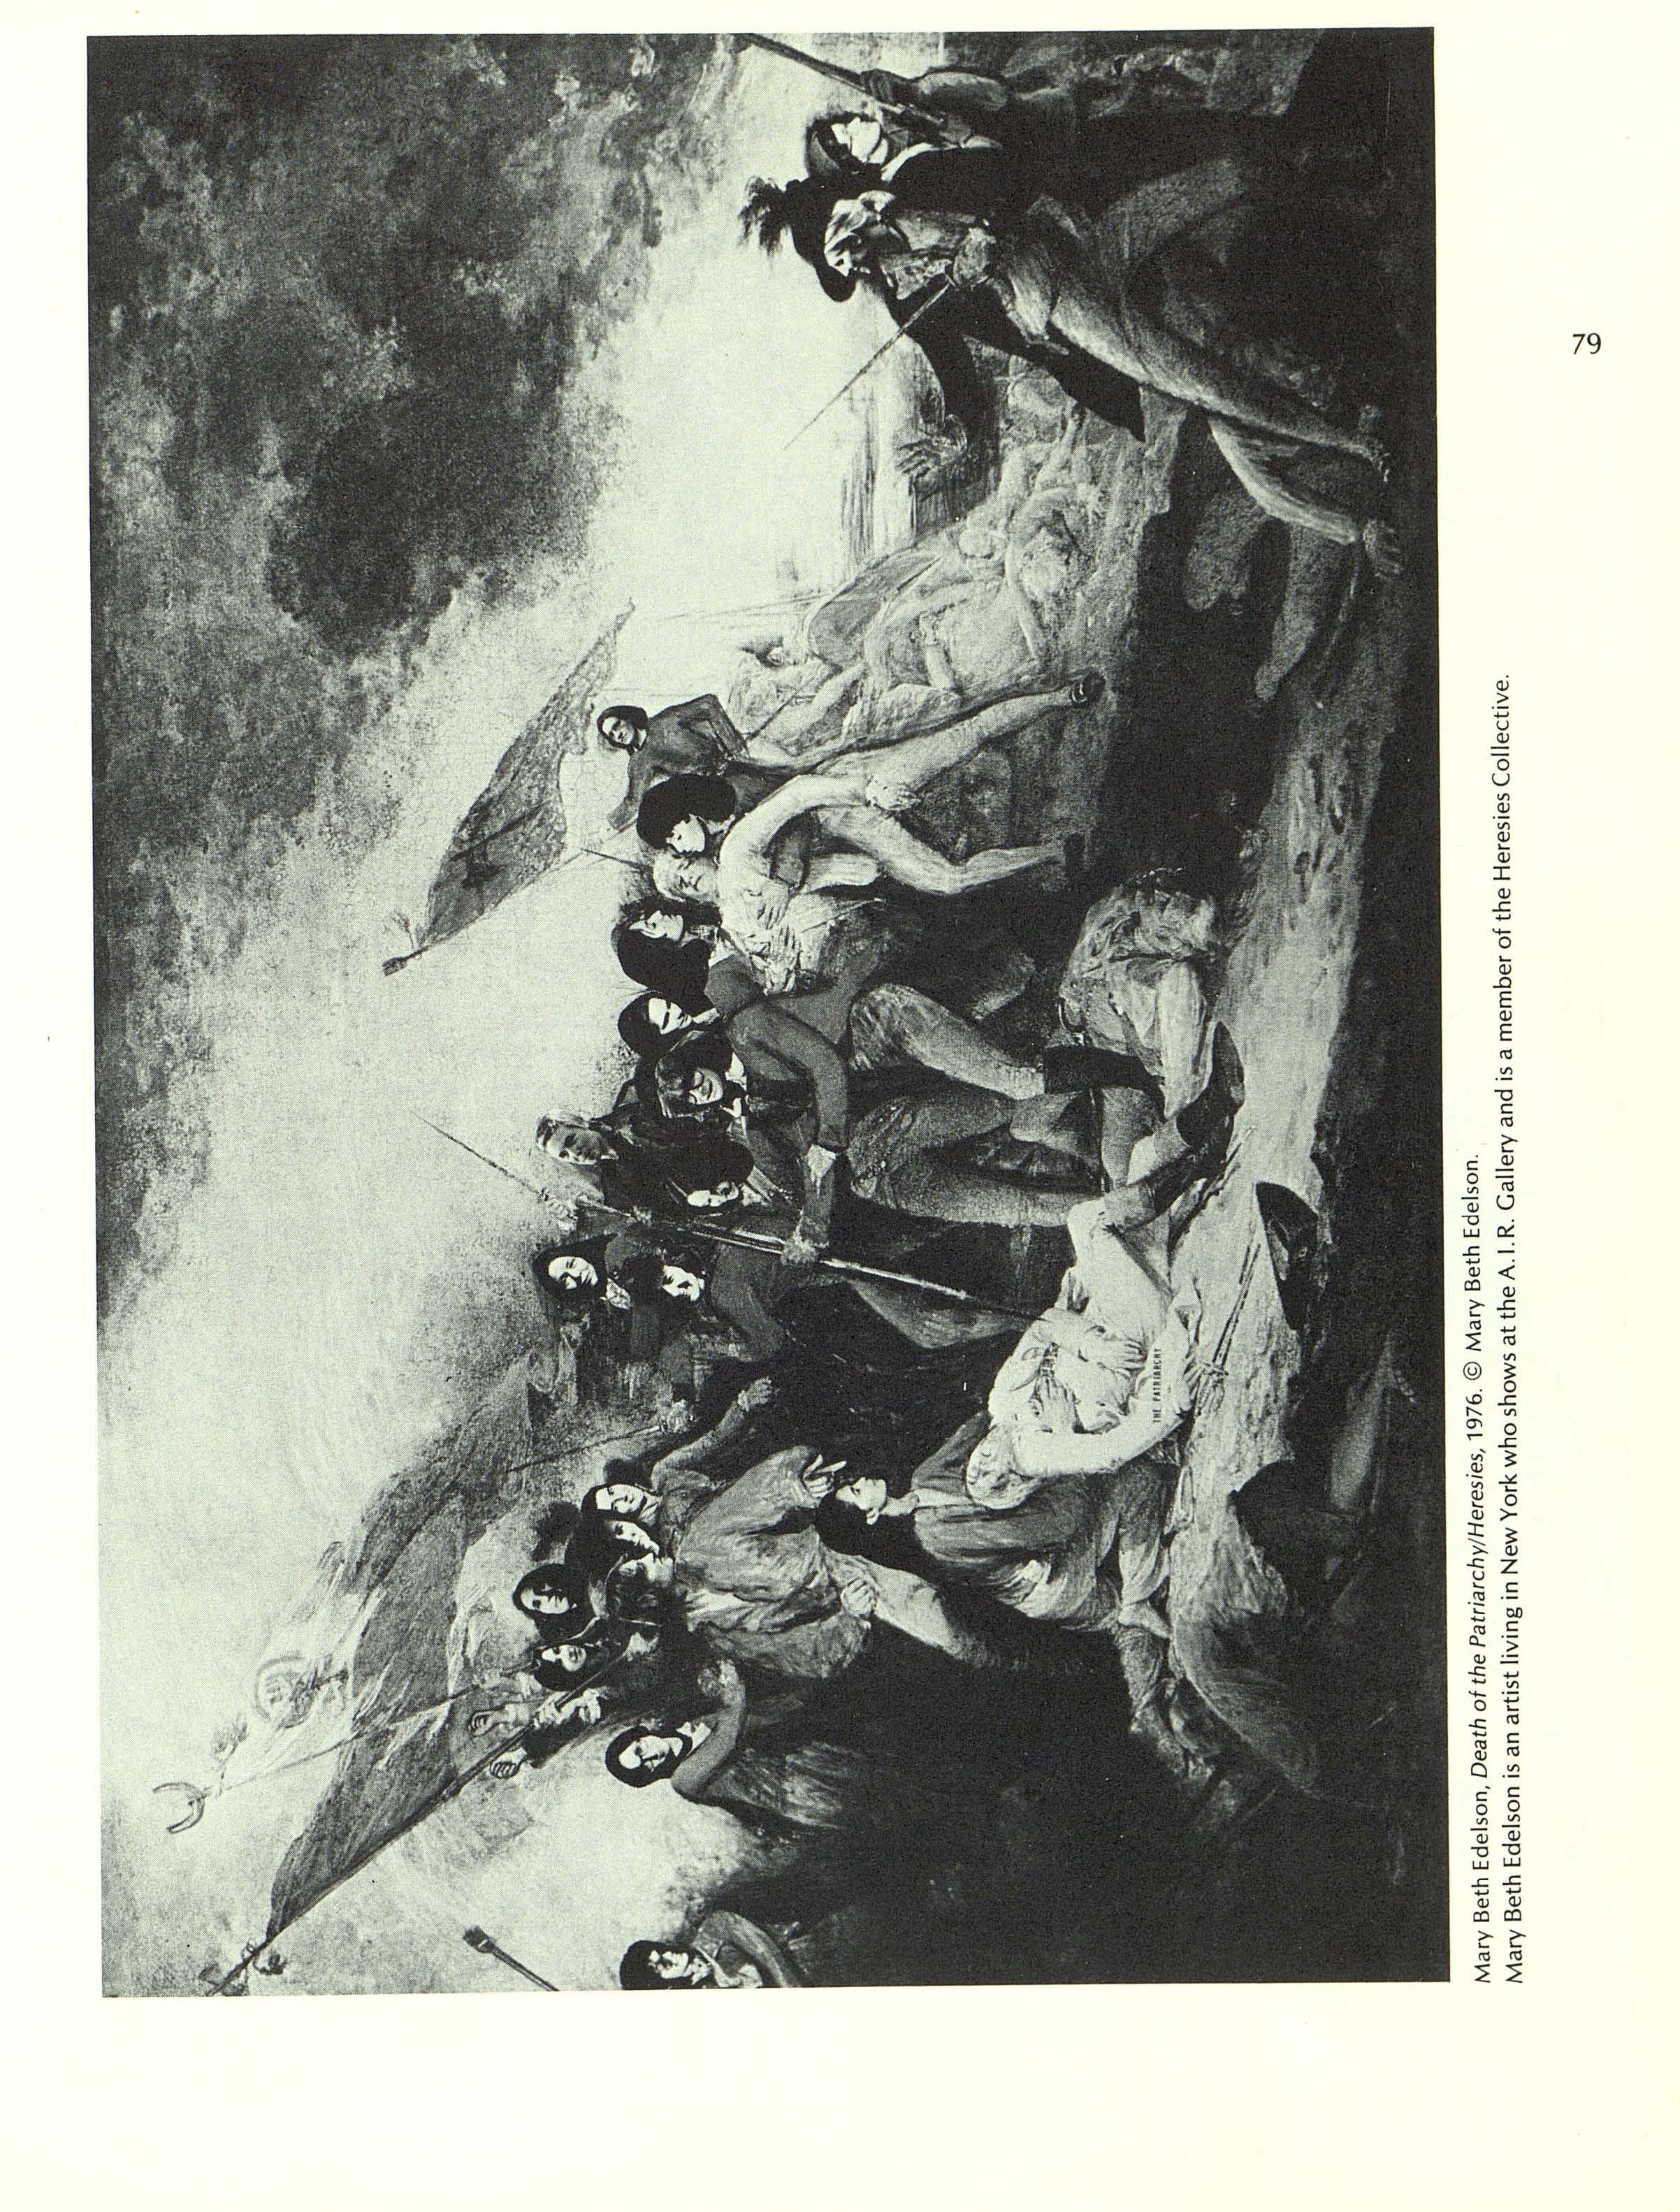 THE PATRIARCHY
Mary Beth Edelson, Death of the Patriarchy/Heresies, 1976. © Mary Beth Edelson.
Mary Beth Edelson is an artist living in New York who shows at the A.I.R. Gallery and is a member of the Heresies Collective.
79